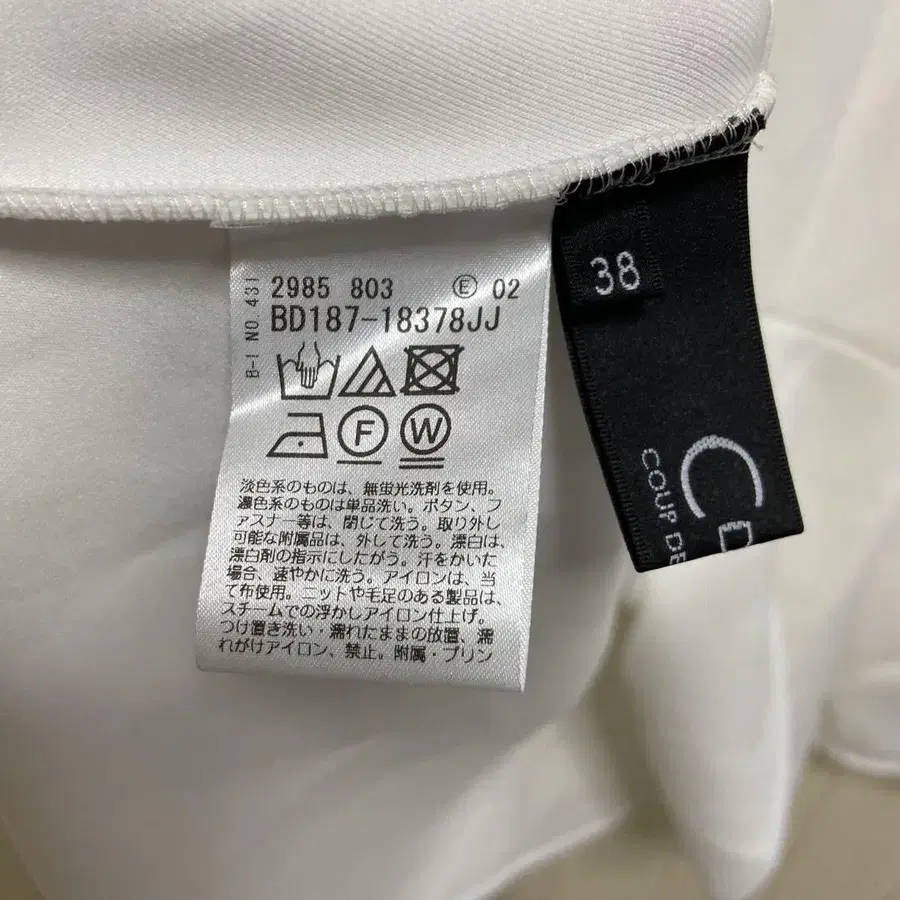 B-I NO 431
2985 803 Ⓔ 02
BD187-18378JJ
F W
淡色系のものは、無蛍光洗剤を使用。
濃色系のものは単品洗い。ボタン、フ
ァスナー等は、閉じて洗う。取り外し
可能な附属品は、外して洗う。漂白は、
漂白剤の指示にしたがう。汗をかいた
場合、速やかに洗う。アイロンは、当
て布使用。ニットや毛足のある製品は、
スチームでの浮かしアイロン仕上げ。
つけ置き洗い・濡れたままの放置、濡
れがけアイロン、禁止。附属・プリン
38
C
COUP DE